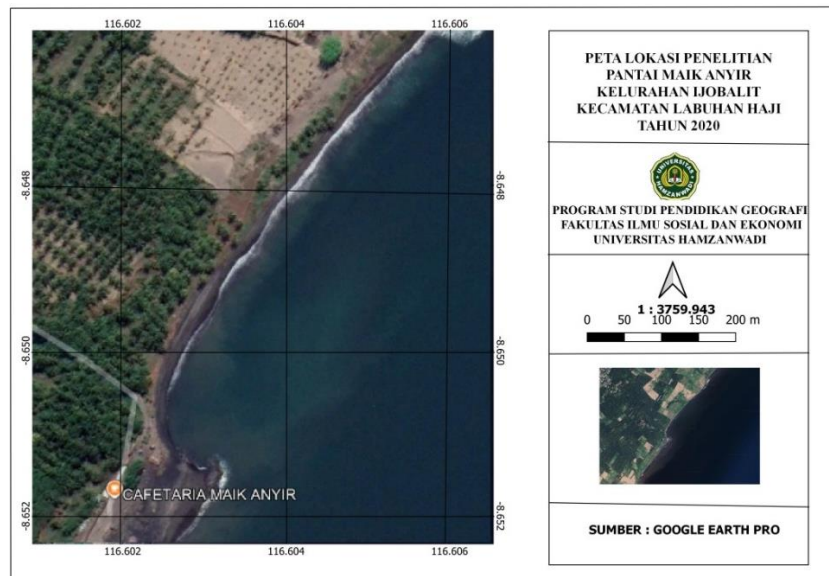 116.602 116.604 116.606
-8.648 -8.648
-8.650 -8.650
-8.652 -8.652
CAFETARIA MAIK ANYIR
116.602 116.604 116.606
PETA LOKASI PENELITIAN
PANTAI MAIK ANYIR
KELURAHAN IJOBALIT
KECAMATAN LABUHAN HAJI
TAHUN 2020
UNIVERSITAS
HAMZANWADI
PROGRAM STUDI PENDIDIKAN GEOGRAFI
FAKULTAS ILMU SOSIAL DAN EKONOMI
UNIVERSITAS HAMZANWADI
1 : 3759.943
0 50 100 150 200 m
SUMBER : GOOGLE EARTH PRO